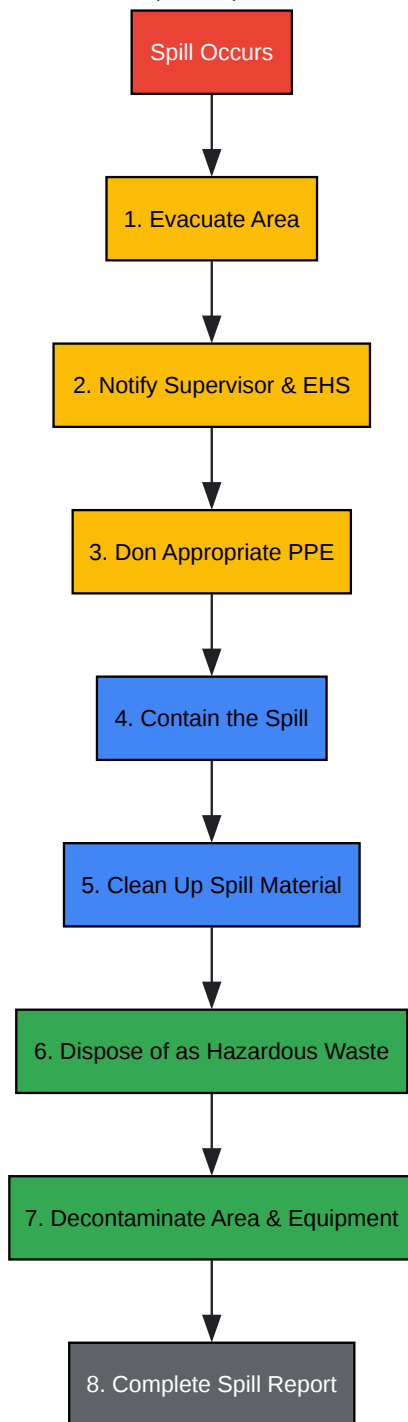 Spill Occurs
1. Evacuate Area
2. Notify Supervisor & EHS
3. Don Appropriate PPE
4. Contain the Spill
5. Clean Up Spill Material
6. Dispose of as Hazardous Waste
7. Decontaminate Area & Equipment
8. Complete Spill Report